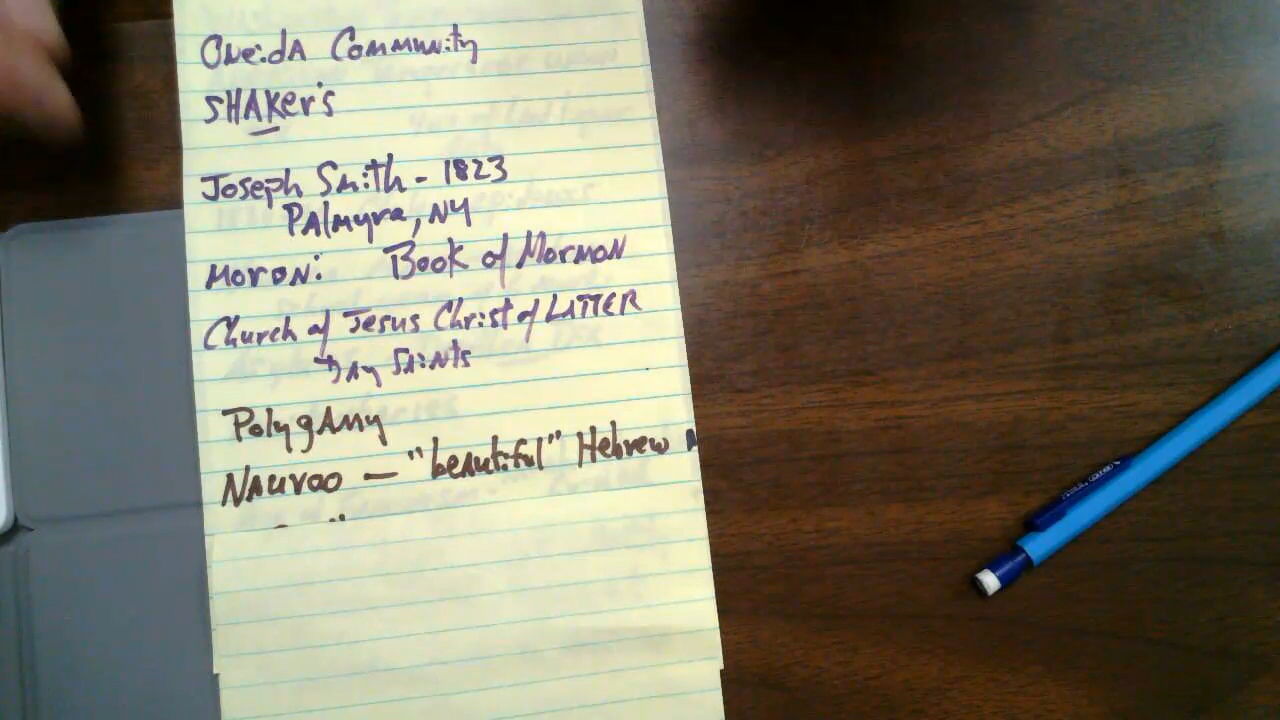 Oneida Community
SHAKer's
Joseph Smith - 1823
PAlmyra, NY
Moroni: Book of Mormon
Church of Jesus Christ of LATTER
Day Saints
Polygamy
NAUVOO — "beautiful" Hebrew